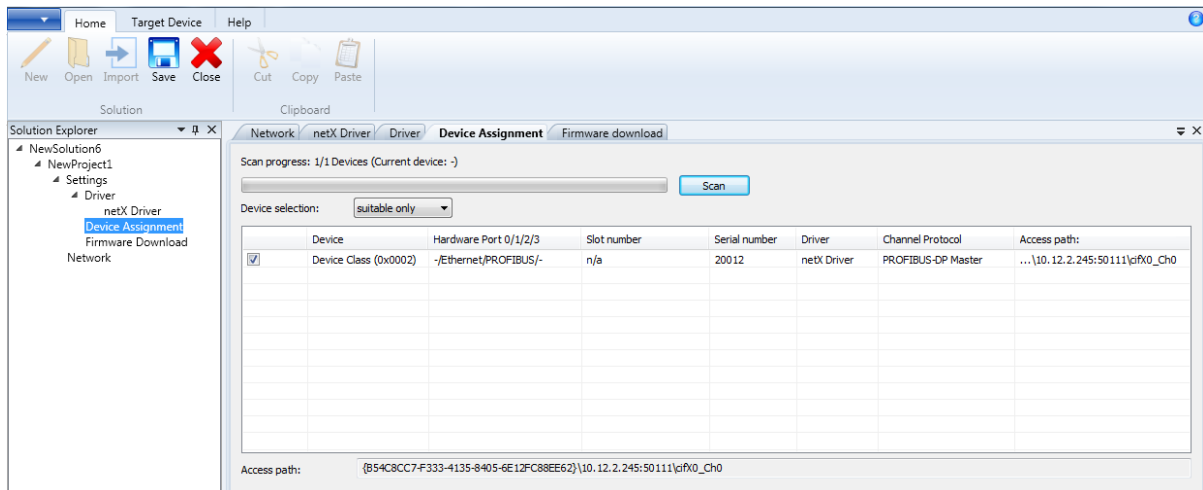 Home Target Device Help
New Open Import Save Close Cut Copy Paste
Solution Clipboard
Solution Explorer
NewSolution6
NewProject1
Settings
Driver
netX Driver
Device Assignment
Firmware Download
Network
Network netX Driver Driver Device Assignment Firmware download
Scan progress: 1/1 Devices (Current device: -)
Scan
Device selection: suitable only
Device Hardware Port 0/1/2/3 Slot number Serial number Driver Channel Protocol Access path:
Device Class (0x0002) -/Ethernet/PROFIBUS/- n/a 20012 netX Driver PROFIBUS-DP Master ...\10.12.2.245:50111\cifX0_Ch0
Access path: {B54C8CC7-F333-4135-8405-6E12FC88EE62}\10.12.2.245:50111\cifX0_Ch0